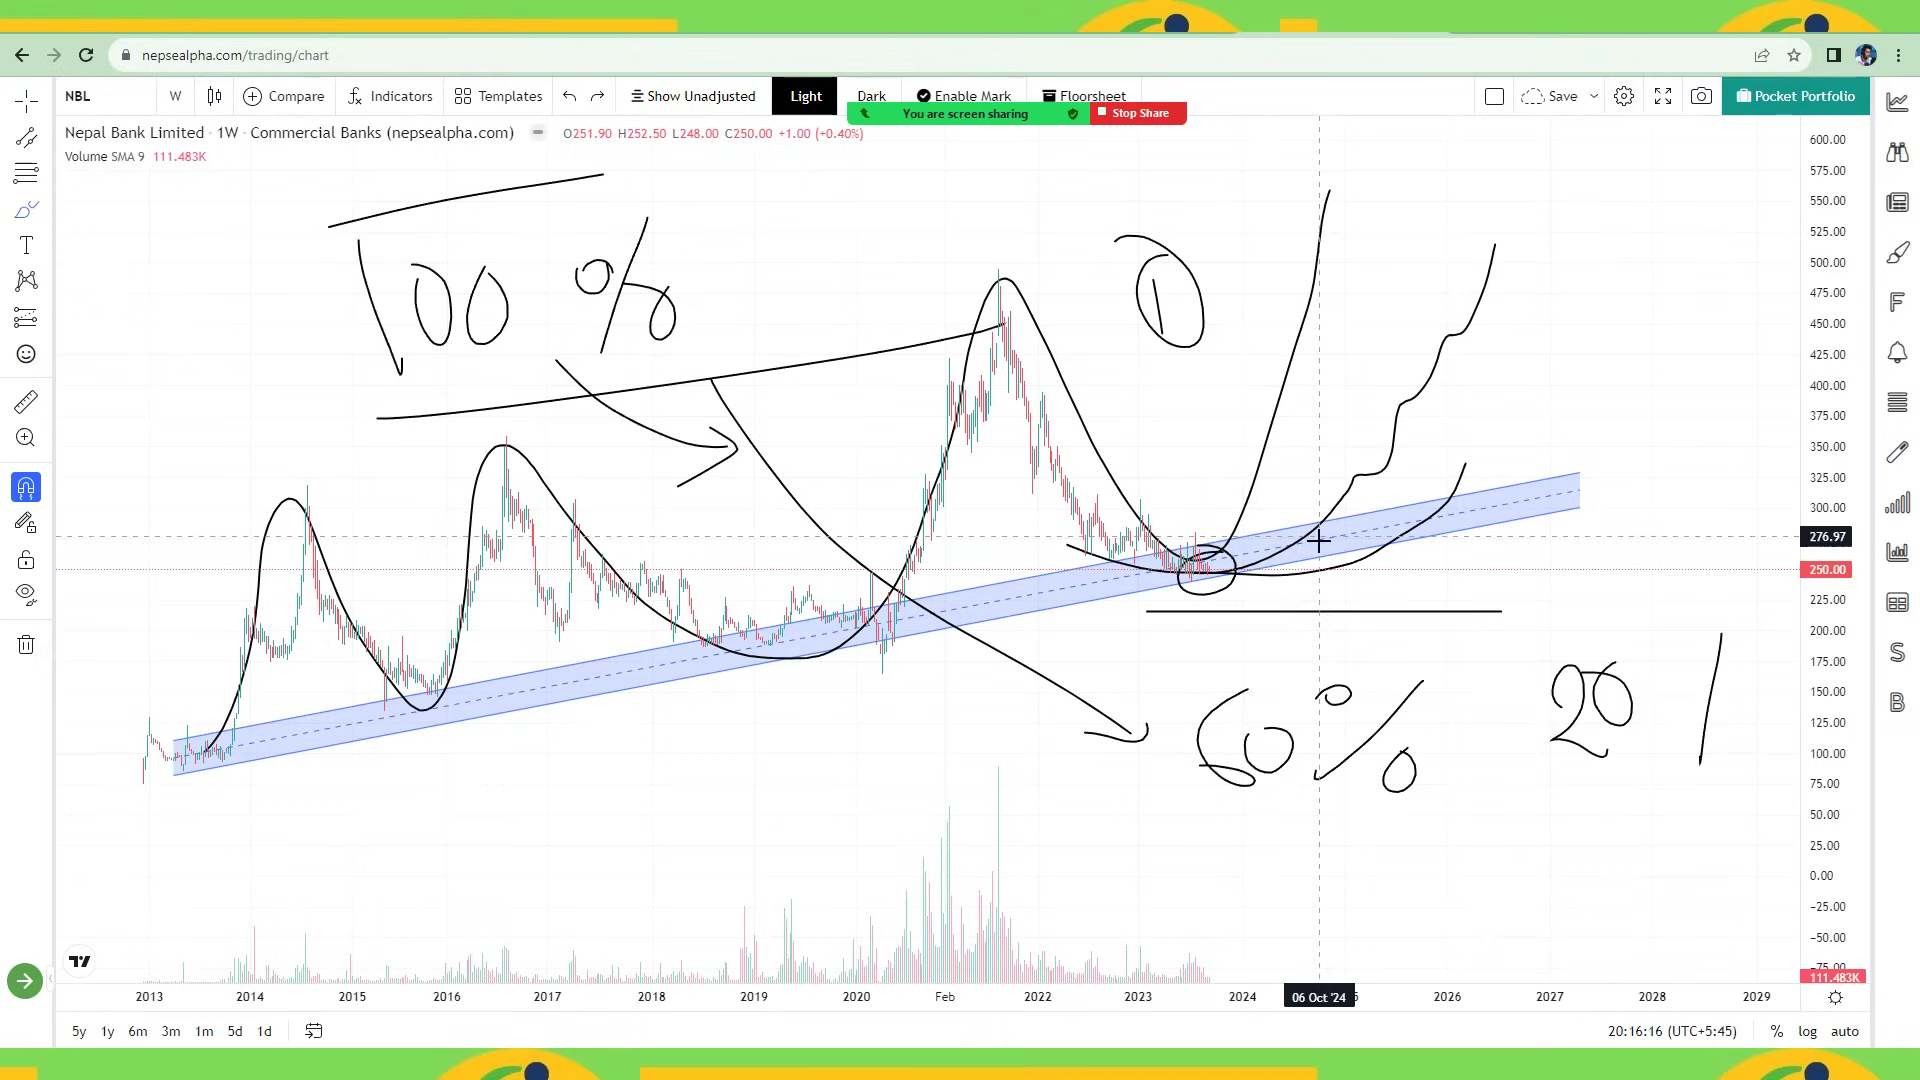 nepsealpha.com/trading/chart
NBL W Compare Indicators Templates Show Unadjusted Light Dark Enable Mark Floorsheet Save Pocket Portfolio
You are screen sharing Stop Share
Nepal Bank Limited · 1W · Commercial Banks (nepsealpha.com) O251.90 H252.50 L248.00 C250.00 +1.00 (+0.40%)
Volume SMA 9 111.483K
600.00
575.00
550.00
525.00
500.00
475.00
450.00
425.00
400.00
375.00
350.00
325.00
300.00
276.97
250.00
225.00
200.00
175.00
150.00
125.00
100.00
75.00
50.00
25.00
0.00
−25.00
−50.00
−75.00
111.483K
100 %
1
60 %
20
F
S
B
2013 2014 2015 2016 2017 2018 2019 2020 Feb 2022 2023 2024 06 Oct '24 2026 2027 2028 2029
5y 1y 6m 3m 1m 5d 1d 20:16:16 (UTC+5:45) % log auto